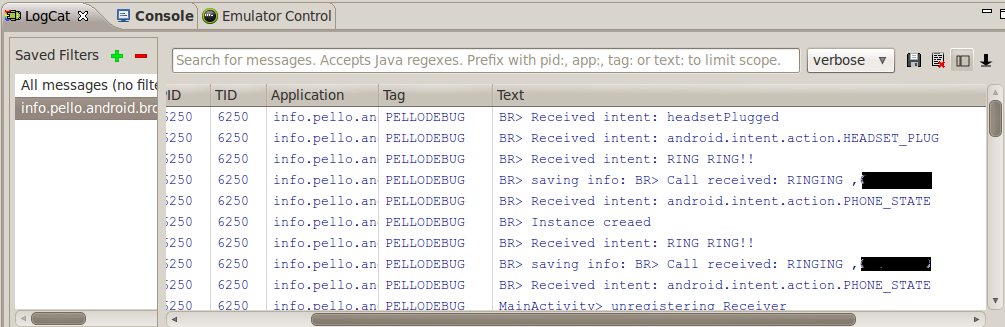 LogCat Console Emulator Control
Saved Filters
Search for messages. Accepts Java regexes. Prefix with pid:, app:, tag: or text: to limit scope. verbose
All messages (no filte
info.pello.android.bro
PID TID Application Tag Text
6250 6250 info.pello.an PELLODEBUG BR> Received intent: headsetPlugged
6250 6250 info.pello.an PELLODEBUG BR> Received intent: android.intent.action.HEADSET_PLUG
6250 6250 info.pello.an PELLODEBUG BR> Received intent: RING RING!!
6250 6250 info.pello.an PELLODEBUG BR> saving info: BR> Call received: RINGING ,
6250 6250 info.pello.an PELLODEBUG BR> Received intent: android.intent.action.PHONE_STATE
6250 6250 info.pello.an PELLODEBUG BR> Instance creaed
6250 6250 info.pello.an PELLODEBUG BR> Received intent: RING RING!!
6250 6250 info.pello.an PELLODEBUG BR> saving info: BR> Call received: RINGING ,
6250 6250 info.pello.an PELLODEBUG BR> Received intent: android.intent.action.PHONE_STATE
6250 6250 info.pello.an PELLODEBUG MainActivity> unregistering Receiver